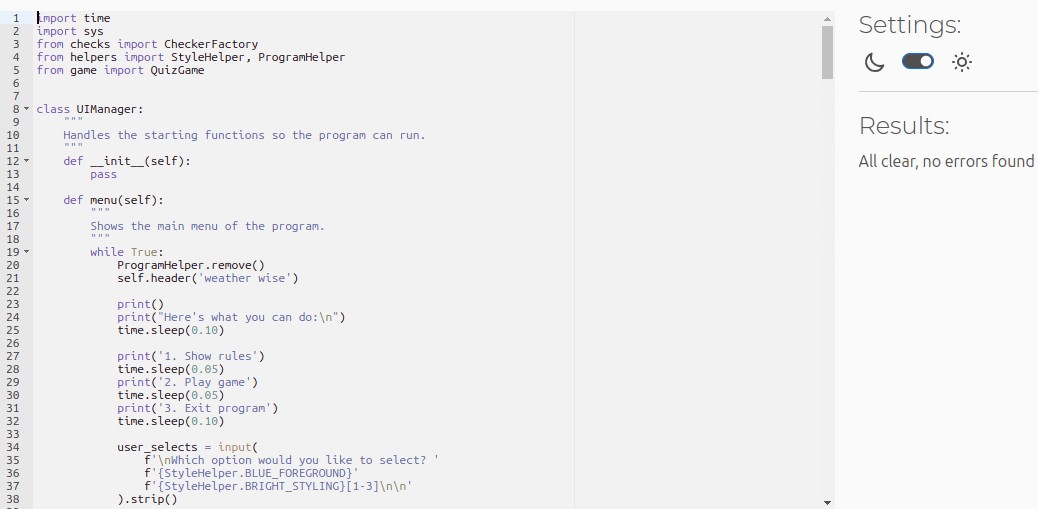 1 import time
2 import sys
3 from checks import CheckerFactory
4 from helpers import StyleHelper, ProgramHelper
5 from game import QuizGame
6
7
8 class UIManager:
9     """
10     Handles the starting functions so the program can run.
11     """
12     def __init__(self):
13         pass
14
15     def menu(self):
16         """
17         Shows the main menu of the program.
18         """
19         while True:
20             ProgramHelper.remove()
21             self.header('weather wise')
22
23             print()
24             print("Here's what you can do:\n")
25             time.sleep(0.10)
26
27             print('1. Show rules')
28             time.sleep(0.05)
29             print('2. Play game')
30             time.sleep(0.05)
31             print('3. Exit program')
32             time.sleep(0.10)
33
34             user_selects = input(
35                 f'\nWhich option would you like to select? '
36                 f'{StyleHelper.BLUE_FOREGROUND}'
37                 f'{StyleHelper.BRIGHT_STYLING}[1-3]\n\n'
38             ).strip()
Settings:
Results:
All clear, no errors found